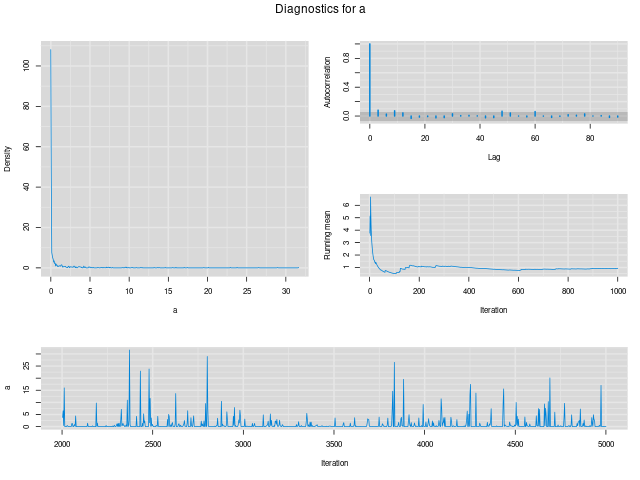 Diagnostics for a
Density
0 20 40 60 80 100
0 5 10 15 20 25 30
a
Autocorrelation
0.0 0.4 0.8
0 20 40 60 80
Lag
Running mean
1 2 3 4 5 6
0 200 400 600 800 1000
Iteration
a
0 5 15 25
2000 2500 3000 3500 4000 4500 5000
Iteration